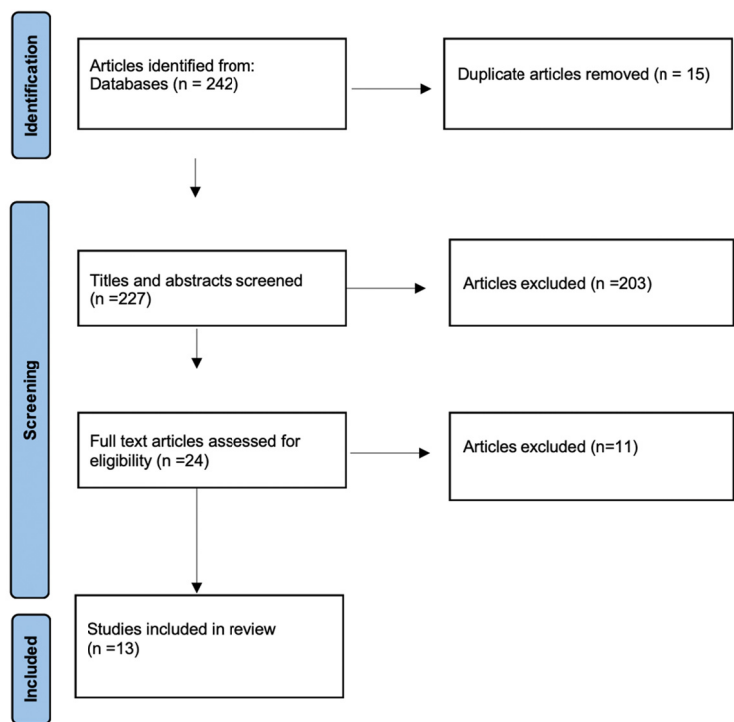 Identification
Articles identified from:
Databases (n = 242)
Duplicate articles removed (n = 15)
Screening
Titles and abstracts screened
(n =227)
Articles excluded (n =203)
Full text articles assessed for
eligibility (n =24)
Articles excluded (n=11)
Included
Studies included in review
(n =13)